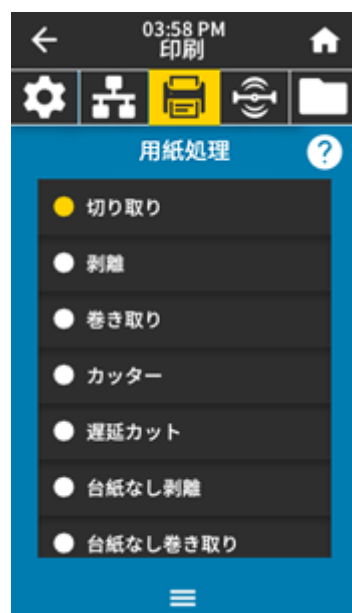 03:58 PM
印刷
用紙処理
?
切り取り
剥離
巻き取り
カッター
遅延カット
台紙なし剥離
台紙なし巻き取り